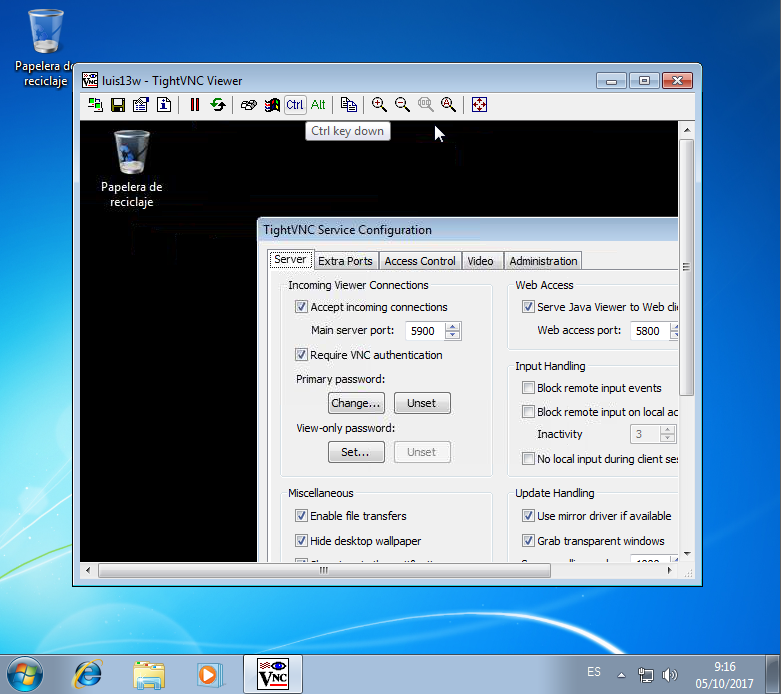 Papelera de
reciclaje
luis13w - TightVNC Viewer
Ctrl Alt
Ctrl key down
Papelera de
reciclaje
TightVNC Service Configuration
Server Extra Ports Access Control Video Administration
Incoming Viewer Connections
Accept incoming connections
Main server port: 5900
Require VNC authentication
Primary password:
Change... Unset
View-only password:
Set... Unset
Miscellaneous
Enable file transfers
Hide desktop wallpaper
Web Access
Serve Java Viewer to Web cli
Web access port: 5800
Input Handling
Block remote input events
Block remote input on local ac
Inactivity 3
No local input during client ses
Update Handling
Use mirror driver if available
Grab transparent windows
VNC
ES
9:16
05/10/2017